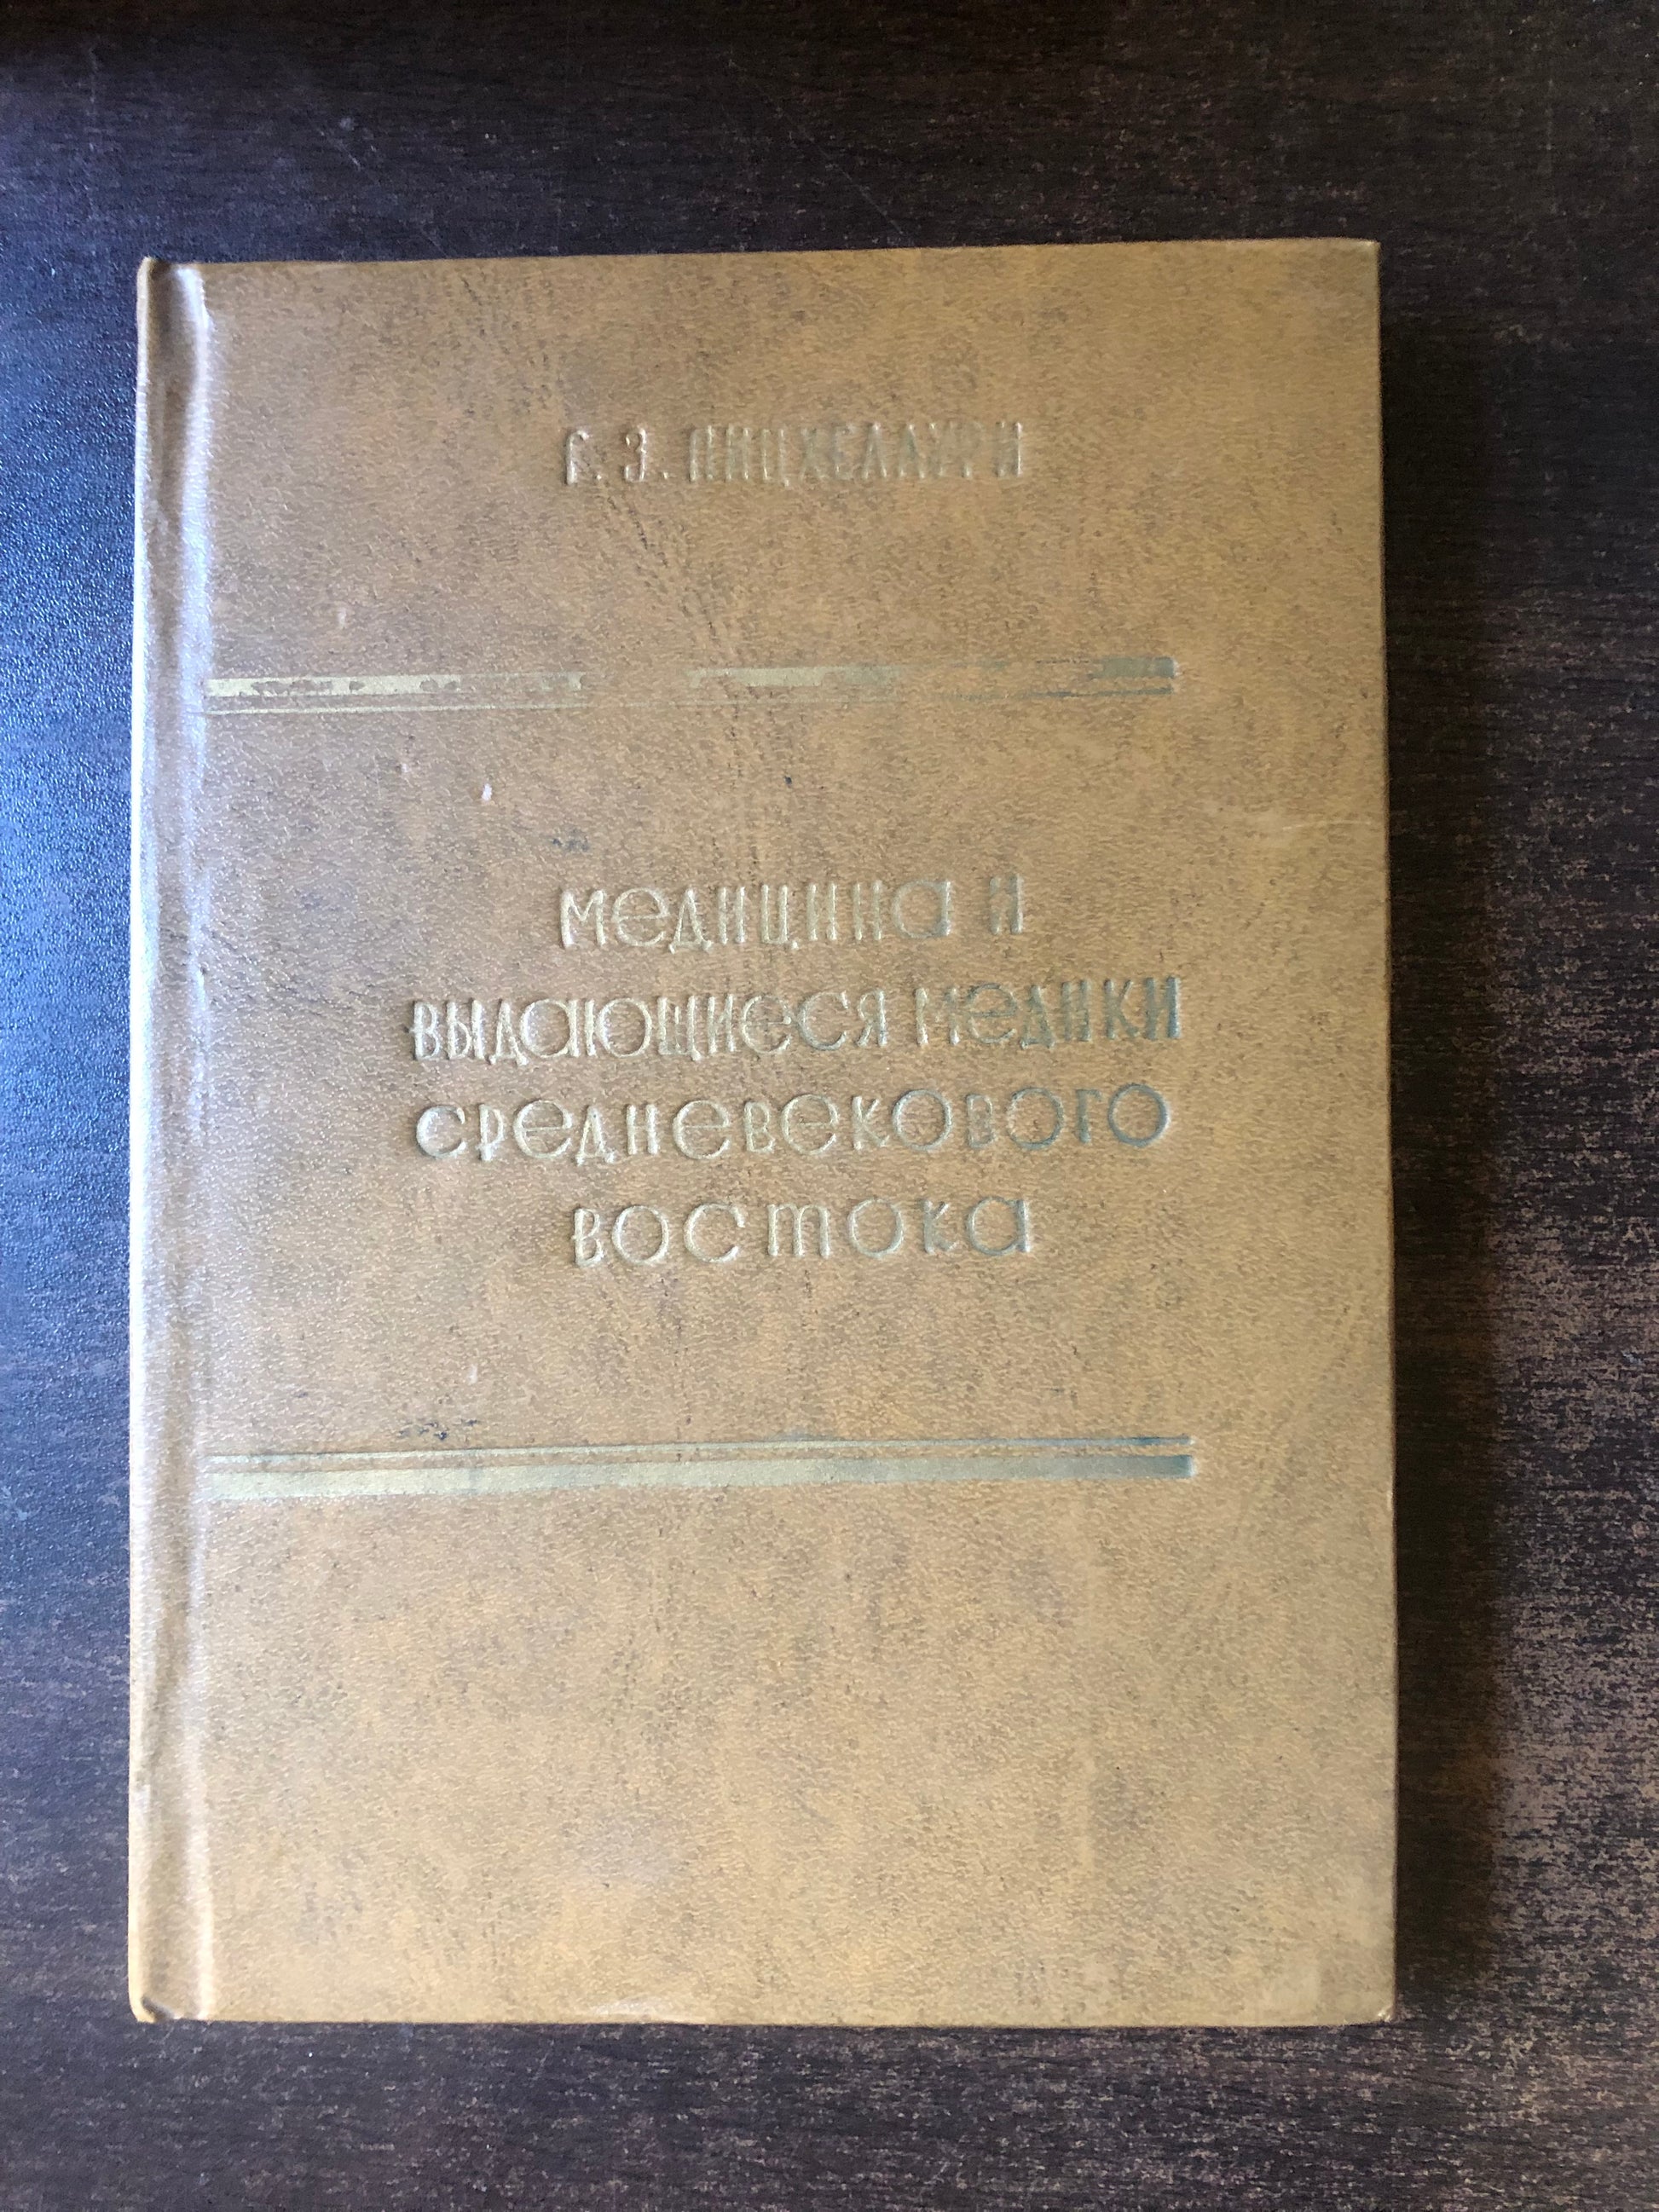 Г. З. ПИЦХЕЛАУРИ
Медицина и
выдающиеся медики
средневекового
востока